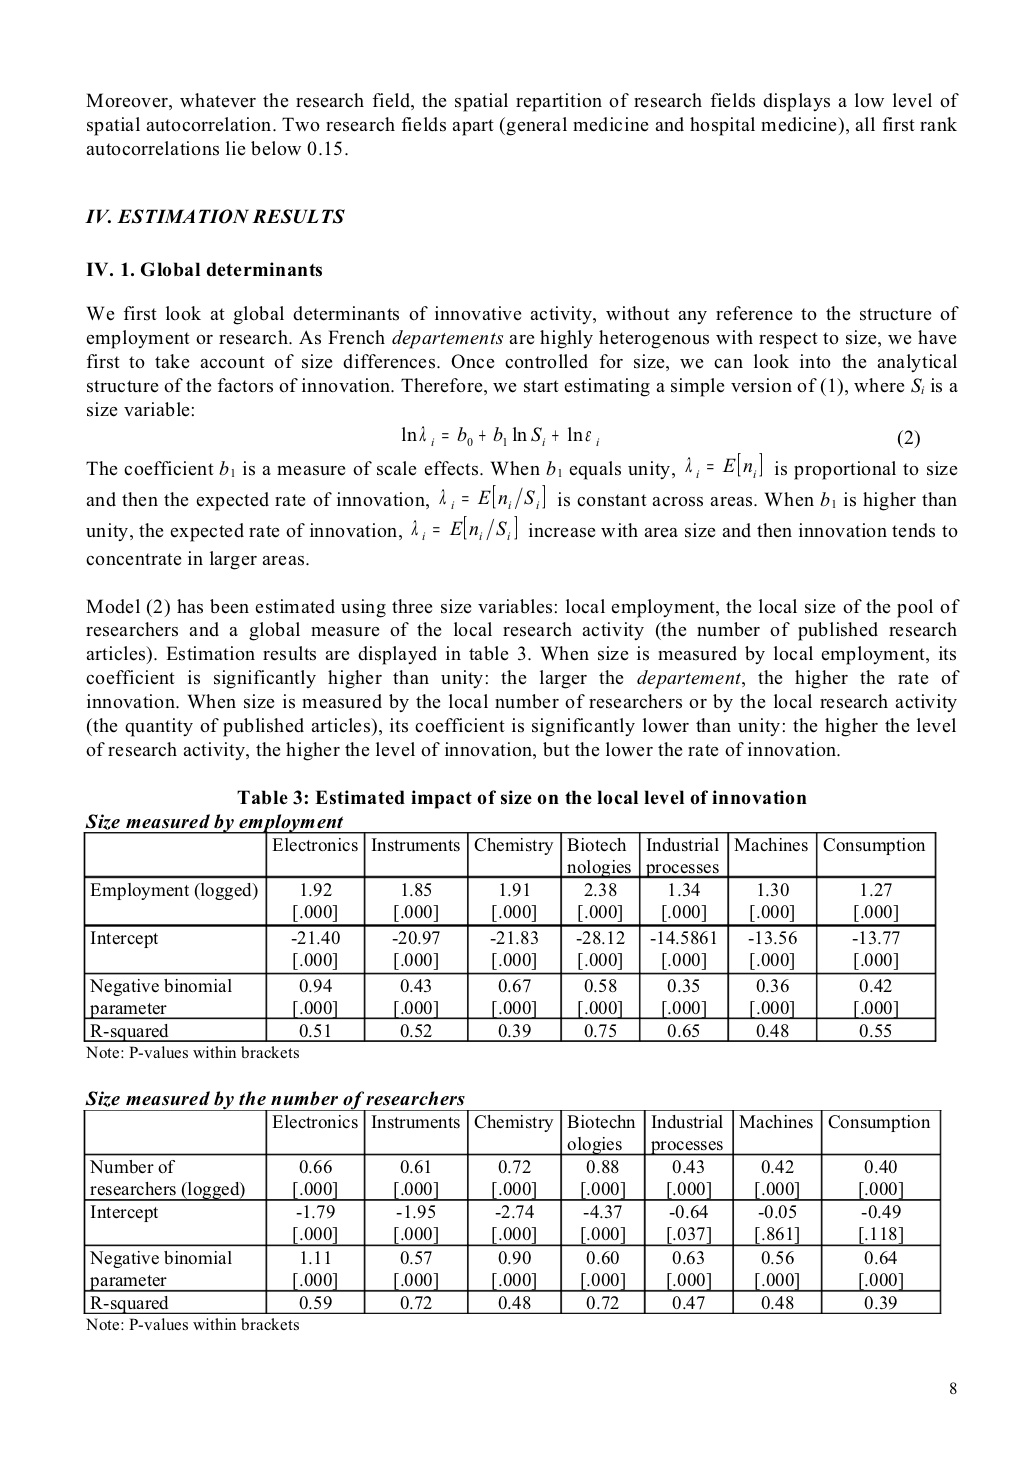 Moreover, whatever the research field, the spatial repartition of research fields displays a low level of
spatial autocorrelation. Two research fields apart (general medicine and hospital medicine), all first rank
autocorrelations lie below 0.15.
IV. ESTIMATION RESULTS
IV. 1. Global determinants
We first look at global determinants of innovative activity, without any reference to the structure of
employment or research. As French departements are highly heterogenous with respect to size, we have
first to take account of size differences. Once controlled for size, we can look into the analytical
structure of the factors of innovation. Therefore, we start estimating a simple version of (1), where Si is a
size variable:
ln λ i = b0 + b1 ln Si + ln ε i (2)
The coefficient b1 is a measure of scale effects. When b1 equals unity, λ i = E[ni] is proportional to size
and then the expected rate of innovation, λ i = E[ni/Si] is constant across areas. When b1 is higher than
unity, the expected rate of innovation, λ i = E[ni/Si] increase with area size and then innovation tends to
concentrate in larger areas.
Model (2) has been estimated using three size variables: local employment, the local size of the pool of
researchers and a global measure of the local research activity (the number of published research
articles). Estimation results are displayed in table 3. When size is measured by local employment, its
coefficient is significantly higher than unity: the larger the departement, the higher the rate of
innovation. When size is measured by the local number of researchers or by the local research activity
(the quantity of published articles), its coefficient is significantly lower than unity: the higher the level
of research activity, the higher the level of innovation, but the lower the rate of innovation.
Table 3: Estimated impact of size on the local level of innovation
Size measured by employment
Electronics Instruments Chemistry Biotech Industrial Machines Consumption
nologies processes
Employment (logged) 1.92 1.85 1.91 2.38 1.34 1.30 1.27
[.000] [.000] [.000] [.000] [.000] [.000] [.000]
Intercept -21.40 -20.97 -21.83 -28.12 -14.5861 -13.56 -13.77
[.000] [.000] [.000] [.000] [.000] [.000] [.000]
Negative binomial 0.94 0.43 0.67 0.58 0.35 0.36 0.42
parameter [.000] [.000] [.000] [.000] [.000] [.000] [.000]
R-squared 0.51 0.52 0.39 0.75 0.65 0.48 0.55
Note: P-values within brackets
Size measured by the number of researchers
Electronics Instruments Chemistry Biotechn Industrial Machines Consumption
ologies processes
Number of 0.66 0.61 0.72 0.88 0.43 0.42 0.40
researchers (logged) [.000] [.000] [.000] [.000] [.000] [.000] [.000]
Intercept -1.79 -1.95 -2.74 -4.37 -0.64 -0.05 -0.49
[.000] [.000] [.000] [.000] [.037] [.861] [.118]
Negative binomial 1.11 0.57 0.90 0.60 0.63 0.56 0.64
parameter [.000] [.000] [.000] [.000] [.000] [.000] [.000]
R-squared 0.59 0.72 0.48 0.72 0.47 0.48 0.39
Note: P-values within brackets
8